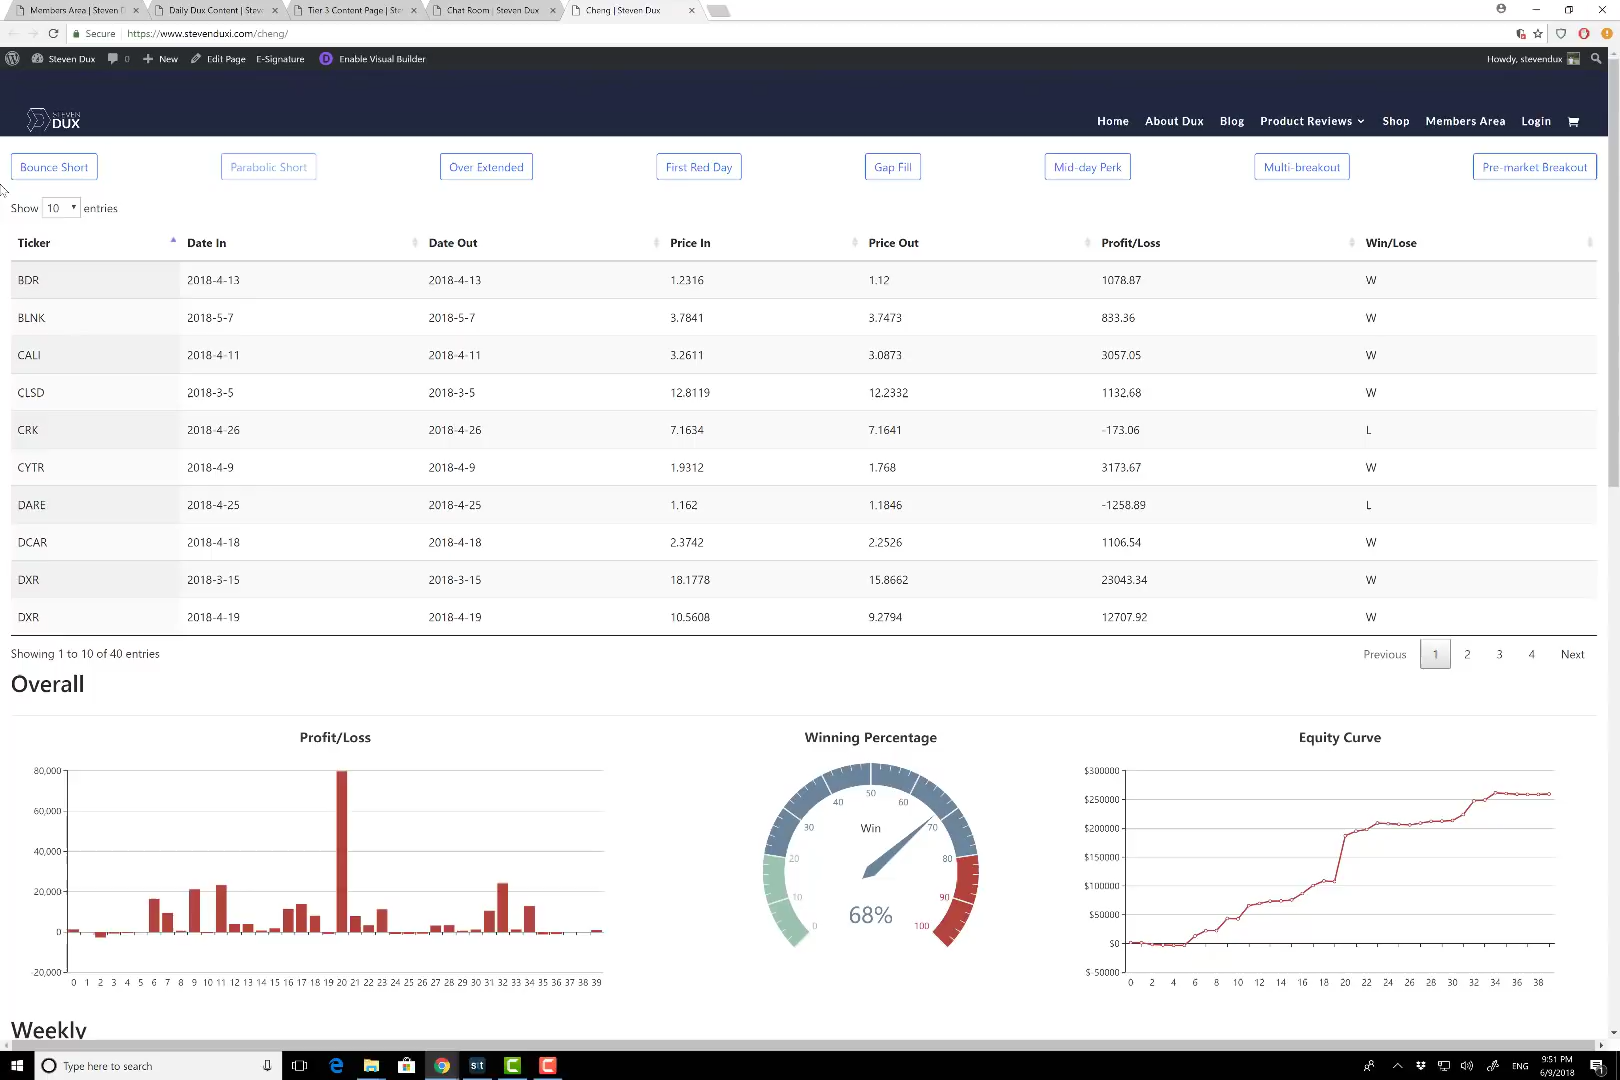 Members Area | Steven D
Daily Dux Content | Steve
Tier 3 Content Page | Ste
Chat Room | Steven Dux
Cheng | Steven Dux
Secure
https://www.stevenduxi.com/cheng/
Steven Dux
0
New
Edit Page
E-Signature
D
Enable Visual Builder
Howdy, stevendux
STEVEN
DUX
Home About Dux Blog Product Reviews Shop Members Area Login
Bounce Short Parabolic Short Over Extended First Red Day Gap Fill Mid-day Perk Multi-breakout Pre-market Breakout
Show 10 entries
Ticker Date In Date Out Price In Price Out Profit/Loss Win/Lose
BDR 2018-4-13 2018-4-13 1.2316 1.12 1078.87 W
BLNK 2018-5-7 2018-5-7 3.7841 3.7473 833.36 W
CALI 2018-4-11 2018-4-11 3.2611 3.0873 3057.05 W
CLSD 2018-3-5 2018-3-5 12.8119 12.2332 1132.68 W
CRK 2018-4-26 2018-4-26 7.1634 7.1641 -173.06 L
CYTR 2018-4-9 2018-4-9 1.9312 1.768 3173.67 W
DARE 2018-4-25 2018-4-25 1.162 1.1846 -1258.89 L
DCAR 2018-4-18 2018-4-18 2.3742 2.2526 1106.54 W
DXR 2018-3-15 2018-3-15 18.1778 15.8662 23043.34 W
DXR 2018-4-19 2018-4-19 10.5608 9.2794 12707.92 W
Showing 1 to 10 of 40 entries
Previous 1 2 3 4 Next
Overall
Profit/Loss
80,000
60,000
40,000
20,000
0
-20,000
0 1 2 3 4 5 6 7 8 9 10 11 12 13 14 15 16 17 18 19 20 21 22 23 24 25 26 27 28 29 30 31 32 33 34 35 36 37 38 39
Winning Percentage
0
10
20
30
40
50
60
70
80
90
100
Win
68%
Equity Curve
$300000
$250000
$200000
$150000
$100000
$50000
$0
$-50000
0 2 4 6 8 10 12 14 16 18 20 22 24 26 28 30 32 34 36 38
Weekly
Type here to search
stt
ENG
9:51 PM
6/9/2018